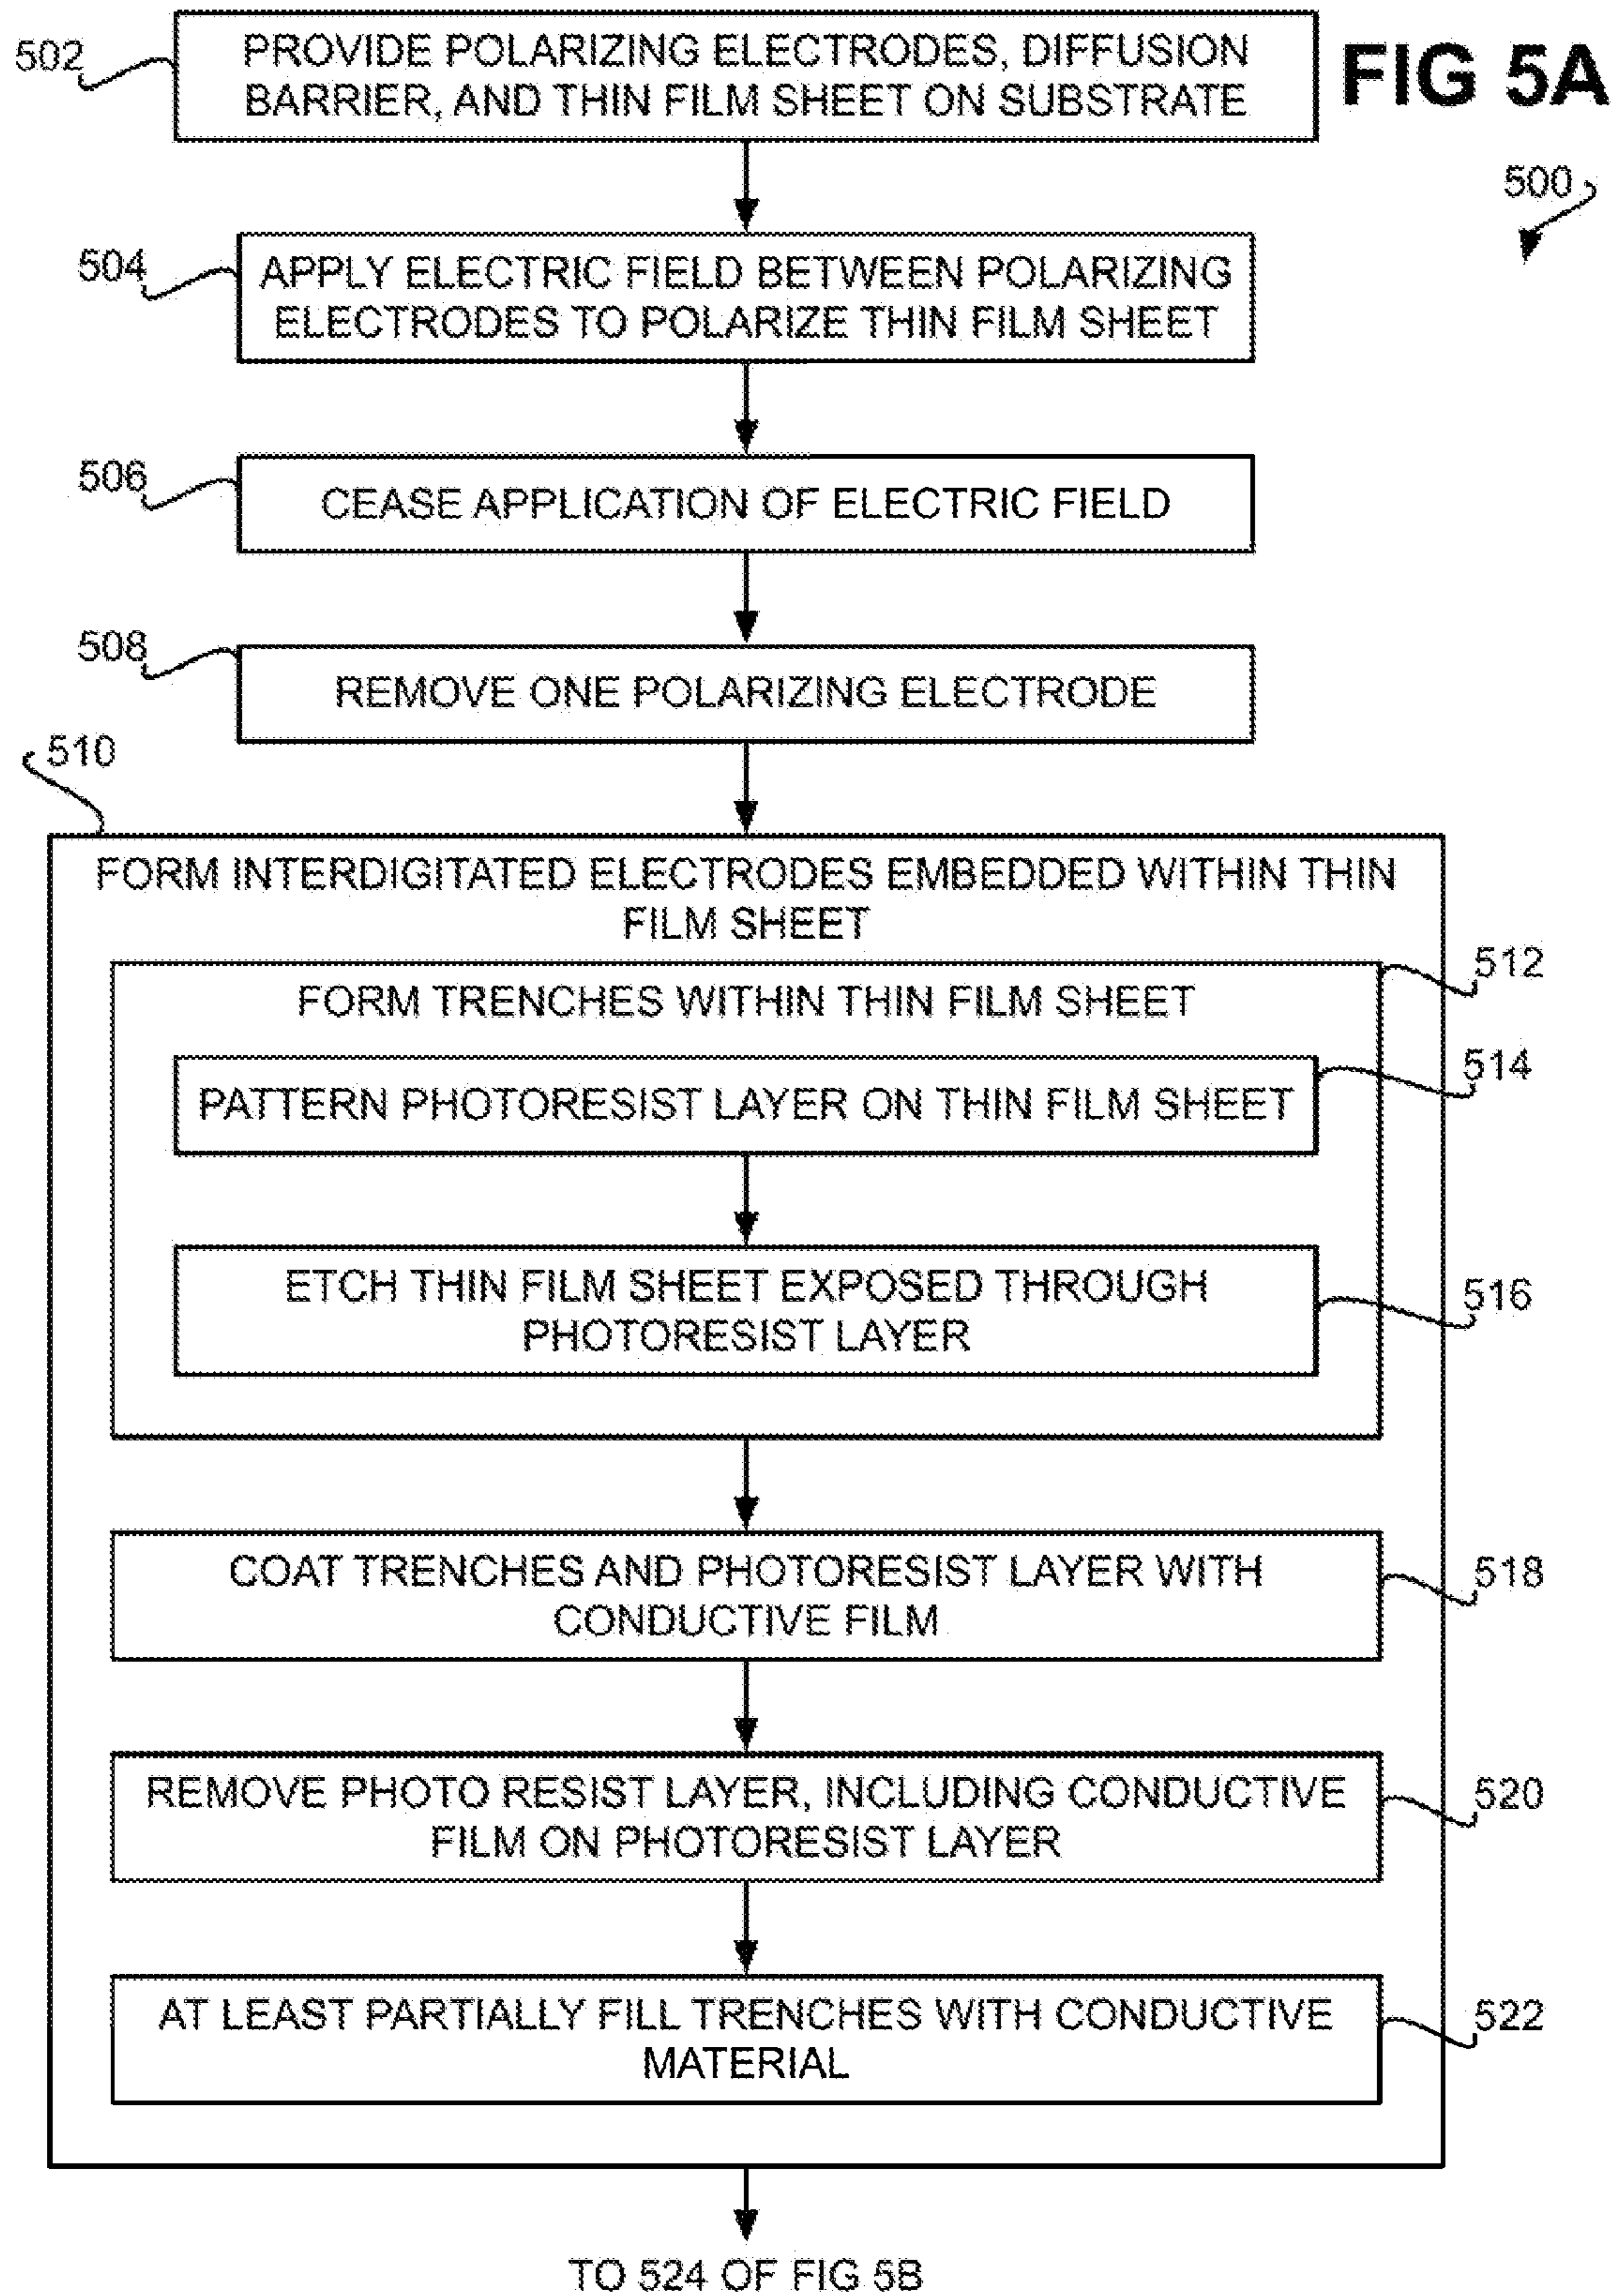 FIG 5A
500
502
PROVIDE POLARIZING ELECTRODES, DIFFUSION
BARRIER, AND THIN FILM SHEET ON SUBSTRATE
504
APPLY ELECTRIC FIELD BETWEEN POLARIZING
ELECTRODES TO POLARIZE THIN FILM SHEET
506
CEASE APPLICATION OF ELECTRIC FIELD
508
REMOVE ONE POLARIZING ELECTRODE
510
FORM INTERDIGITATED ELECTRODES EMBEDDED WITHIN THIN
FILM SHEET
512
FORM TRENCHES WITHIN THIN FILM SHEET
514
PATTERN PHOTORESIST LAYER ON THIN FILM SHEET
516
ETCH THIN FILM SHEET EXPOSED THROUGH
PHOTORESIST LAYER
518
COAT TRENCHES AND PHOTORESIST LAYER WITH
CONDUCTIVE FILM
520
REMOVE PHOTO RESIST LAYER, INCLUDING CONDUCTIVE
FILM ON PHOTORESIST LAYER
522
AT LEAST PARTIALLY FILL TRENCHES WITH CONDUCTIVE
MATERIAL
TO 524 OF FIG 5B